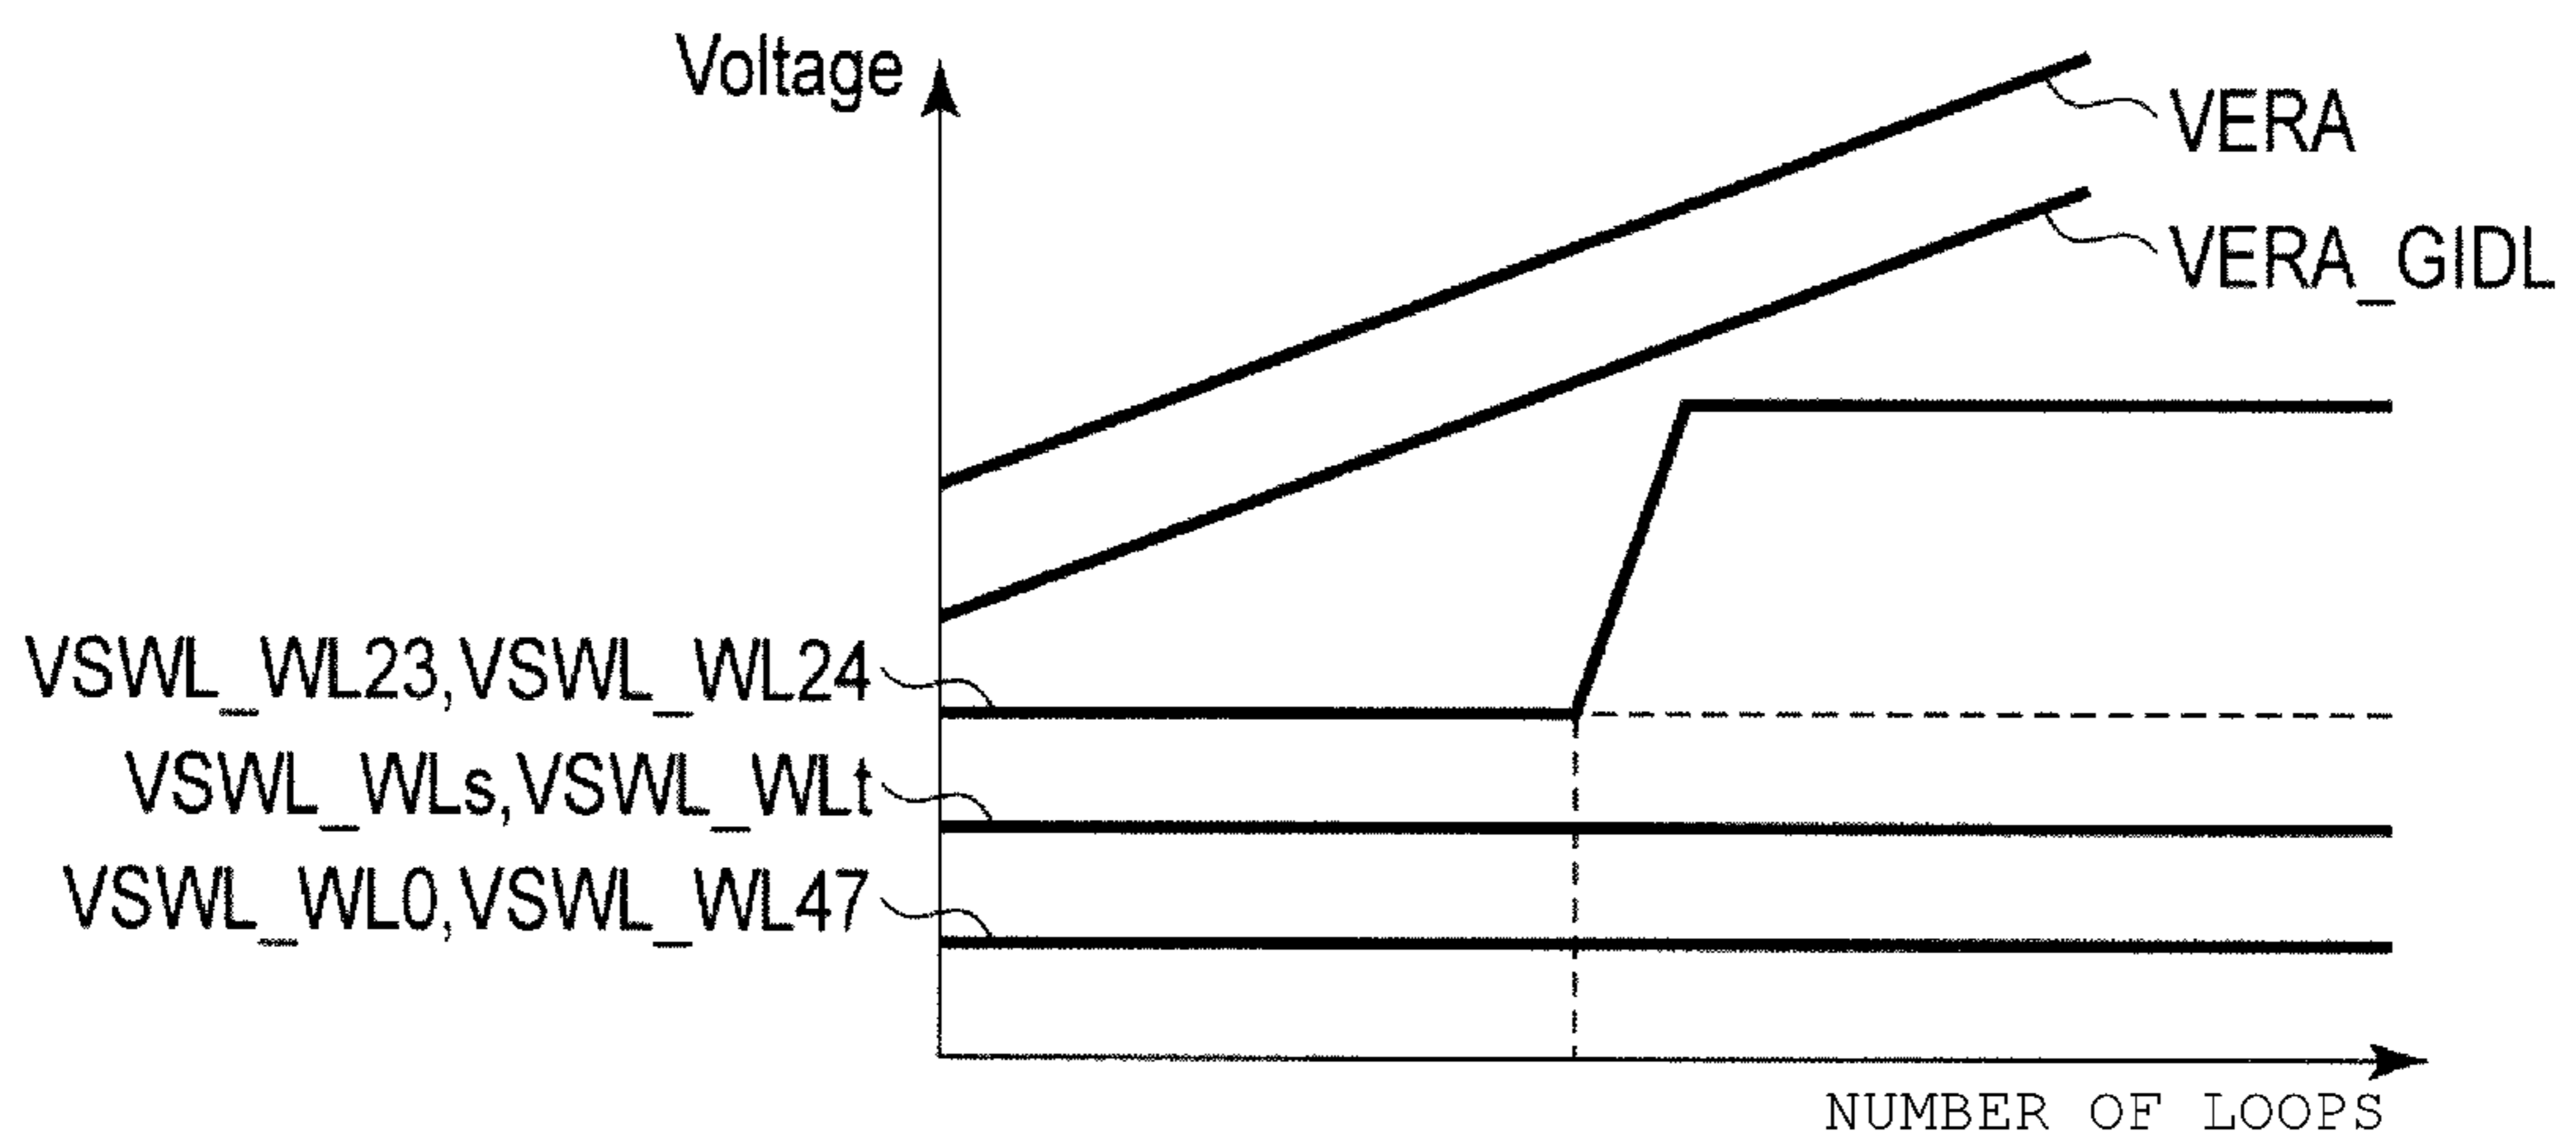 Voltage
VERA
VERA_GIDL
VSWL_WL23,VSWL_WL24
VSWL_WLs,VSWL_WLt
VSWL_WL0,VSWL_WL47
NUMBER OF LOOPS